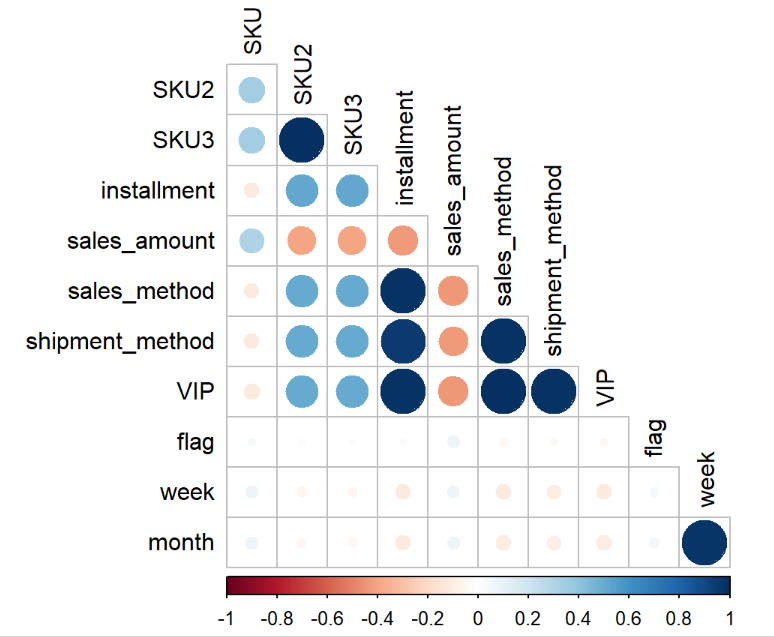 SKU
SKU2
SKU3
installment
sales_amount
sales_method
shipment_method
VIP
flag
week
SKU2
SKU3
installment
sales_amount
sales_method
shipment_method
VIP
flag
week
month
-1 -0.8 -0.6 -0.4 -0.2 0 0.2 0.4 0.6 0.8 1